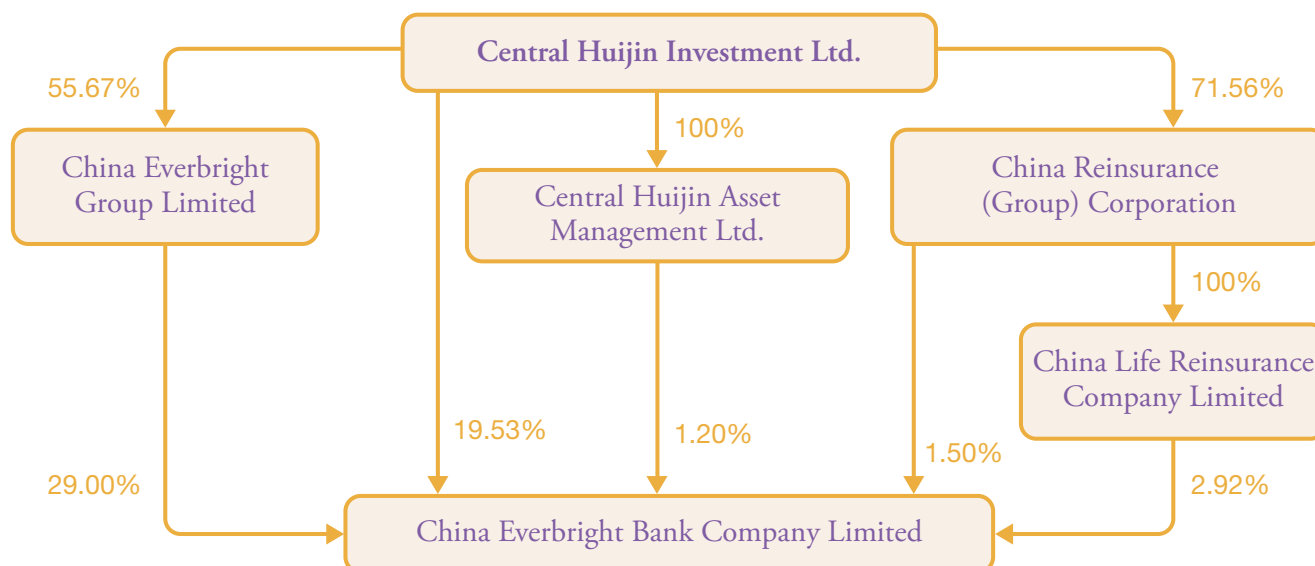 Central Huijin Investment Ltd.
55.67%
71.56%
100%
China Everbright
Group Limited
Central Huijin Asset
Management Ltd.
China Reinsurance
(Group) Corporation
100%
China Life Reinsurance
Company Limited
19.53%
1.20%
1.50%
29.00%
2.92%
China Everbright Bank Company Limited